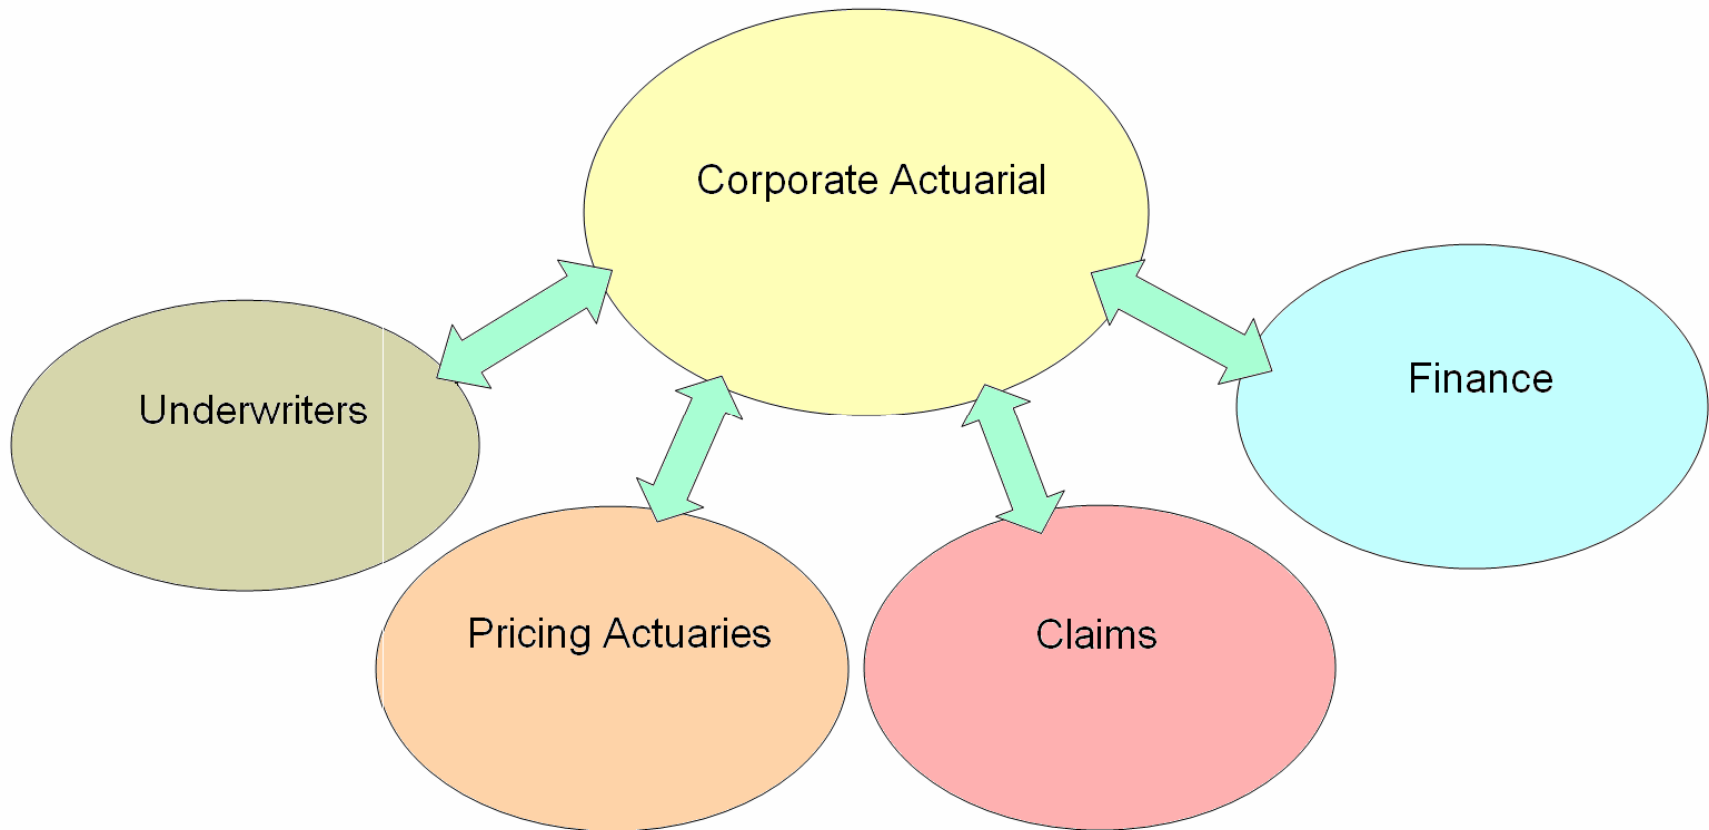 Corporate Actuarial
Finance
Underwriters
Pricing Actuaries
Claims